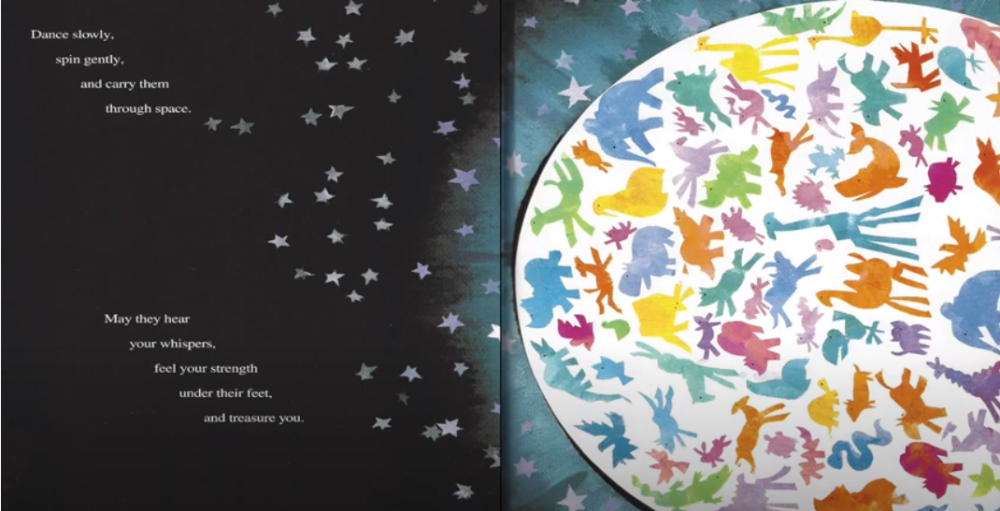 Dance slowly,
spin gently,
and carry them
through space.
May they hear
your whispers,
feel your strength
under their feet,
and treasure you.